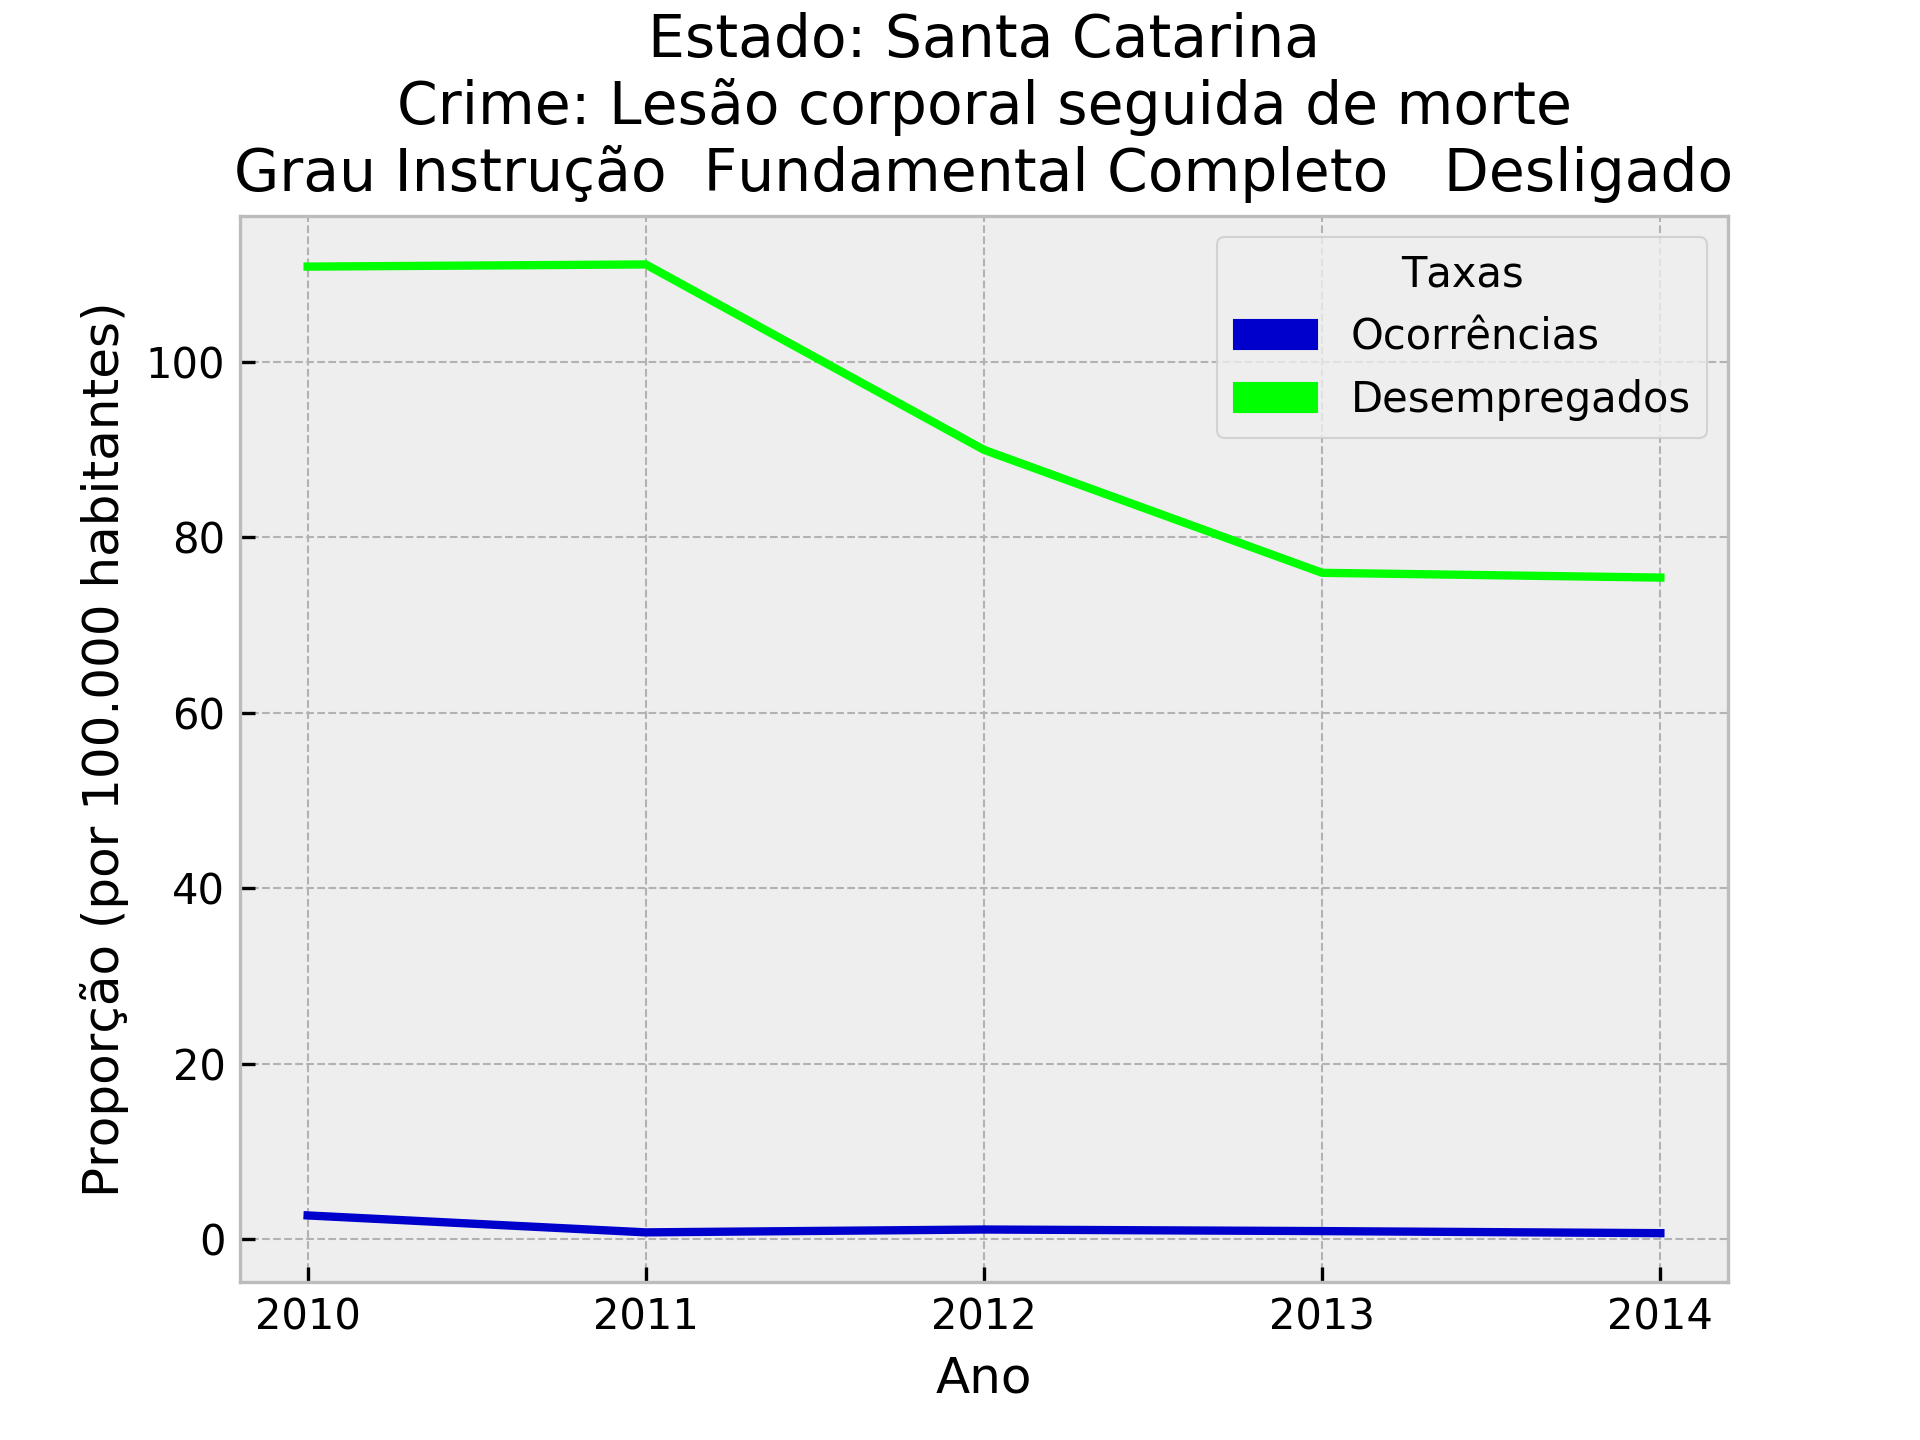 Estado: Santa Catarina
Crime: Lesão corporal seguida de morte
Grau Instrução  Fundamental Completo   Desligado
Taxas
Ocorrências
Desempregados
Proporção (por 100.000 habitantes)
100
80
60
40
20
0
2010 2011 2012 2013 2014
Ano